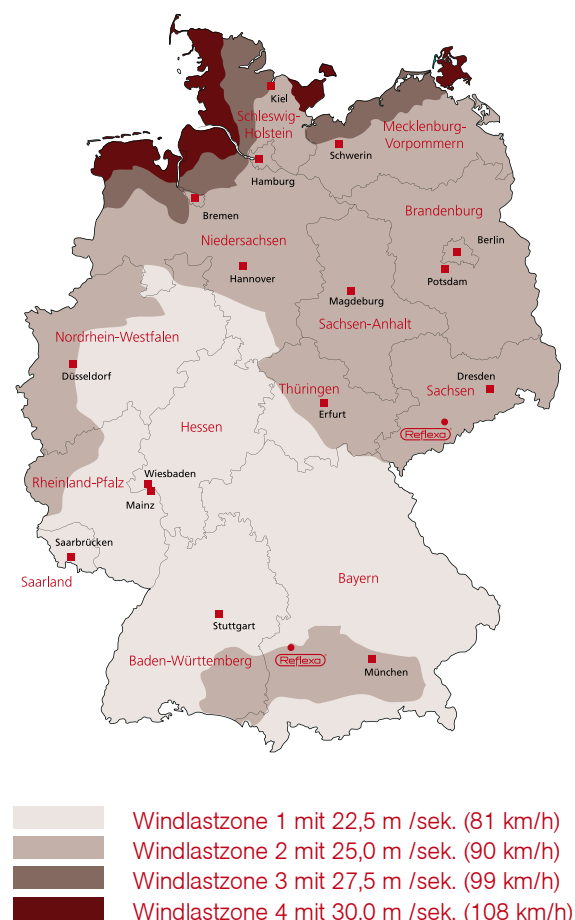 Kiel
Schleswig-
Holstein
Mecklenburg-
Vorpommern
Schwerin
Hamburg
Bremen
Brandenburg
Berlin
Niedersachsen
Hannover
Potsdam
Magdeburg
Sachsen-Anhalt
Nordrhein-Westfalen
Düsseldorf
Thüringen
Erfurt
Dresden
Sachsen
Reflexa
Hessen
Wiesbaden
Rheinland-Pfalz
Mainz
Saarbrücken
Saarland
Bayern
Stuttgart
Baden-Württemberg
Reflexa
München
Windlastzone 1 mit 22,5 m /sek. (81 km/h)
Windlastzone 2 mit 25,0 m /sek. (90 km/h)
Windlastzone 3 mit 27,5 m /sek. (99 km/h)
Windlastzone 4 mit 30,0 m /sek. (108 km/h)